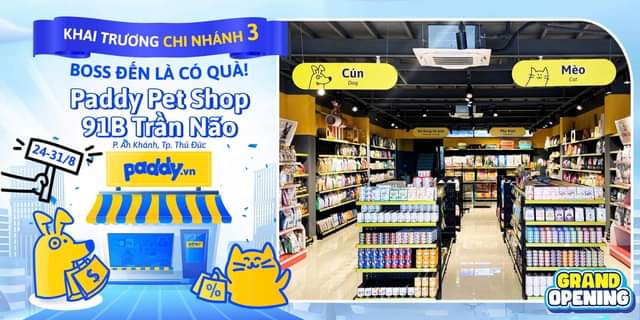 KHAI TRƯƠNG CHI NHÁNH 3
BOSS ĐẾN LÀ CÓ QUÀ!
Paddy Pet Shop
91B Trần Não
P. An Khánh, Tp. Thủ Đức
24-31/8
paddy.vn
$
%
Cún
Dog
Mèo
Cat
GRAND
OPENING